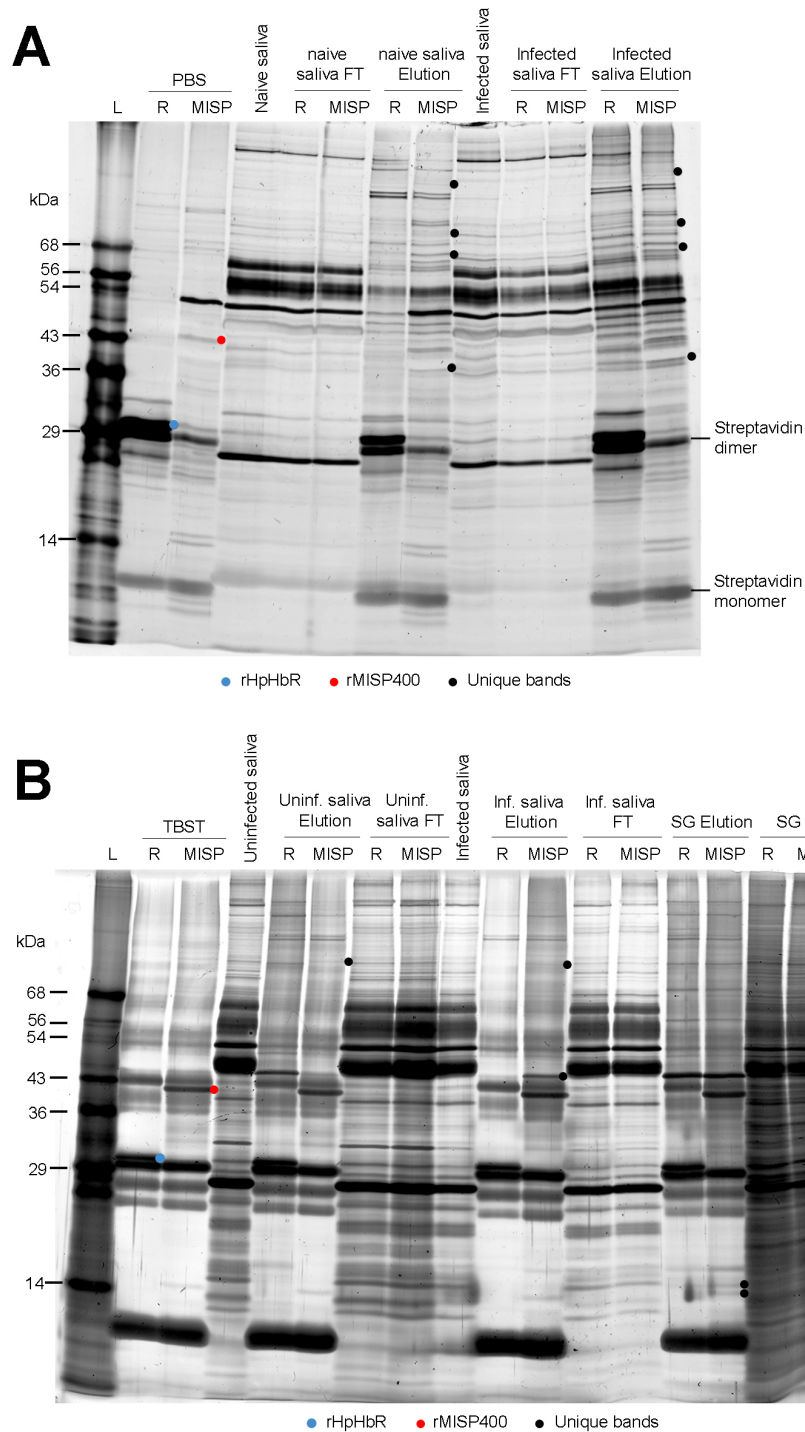 A
PBS
Naive saliva
naive
saliva FT
naive saliva
Elution
Infected saliva
Infected
saliva FT
Infected
saliva Elution
L R MISP R MISP R MISP R MISP R MISP
kDa
68
56
54
43
36
29
14
Streptavidin
dimer
Streptavidin
monomer
rHpHbR rMISP400 Unique bands
B
TBST
Uninfected saliva
Uninf. saliva
Elution
Uninf.
saliva FT
Infected saliva
Inf. saliva
Elution
Inf. saliva
FT
SG Elution
SG
L R MISP R MISP R MISP R MISP R MISP R MISP R M
kDa
68
56
54
43
36
29
14
rHpHbR rMISP400 Unique bands